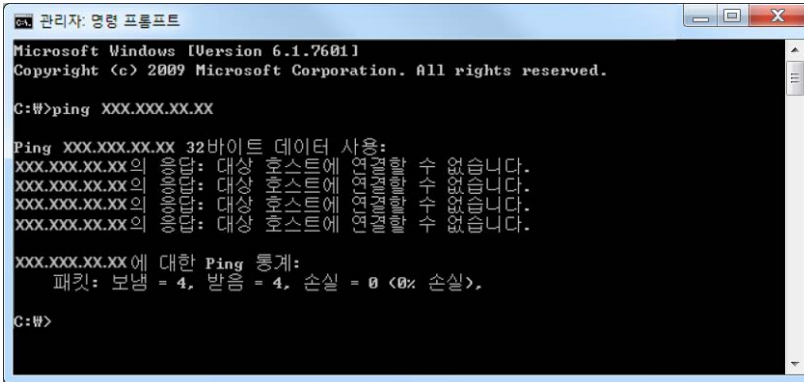 관리자: 명령 프롬프트
Microsoft Windows [Version 6.1.7601]
Copyright (c) 2009 Microsoft Corporation. All rights reserved.
C:₩>ping XXX.XXX.XX.XX
Ping XXX.XXX.XX.XX 32바이트 데이터 사용:
XXX.XXX.XX.XX의 응답: 대상 호스트에 연결할 수 없습니다.
XXX.XXX.XX.XX의 응답: 대상 호스트에 연결할 수 없습니다.
XXX.XXX.XX.XX의 응답: 대상 호스트에 연결할 수 없습니다.
XXX.XXX.XX.XX의 응답: 대상 호스트에 연결할 수 없습니다.
XXX.XXX.XX.XX에 대한 Ping 통계:
패킷: 보냄 = 4, 받음 = 4, 손실 = 0 (0% 손실),
C:₩>